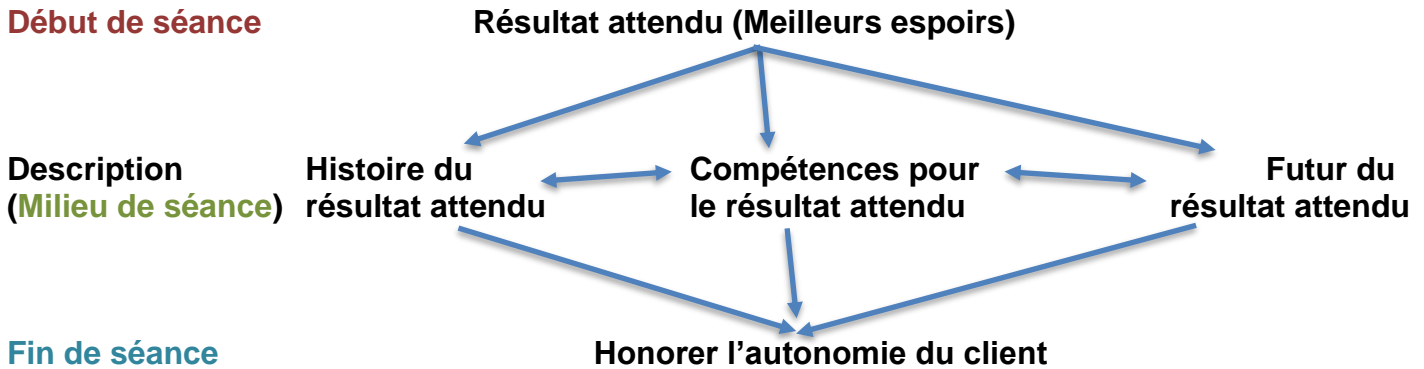 Début de séance Résultat attendu (Meilleurs espoirs)
Description Histoire du Compétences pour Futur du
(Milieu de séance) résultat attendu le résultat attendu résultat attendu
Fin de séance Honorer l’autonomie du client